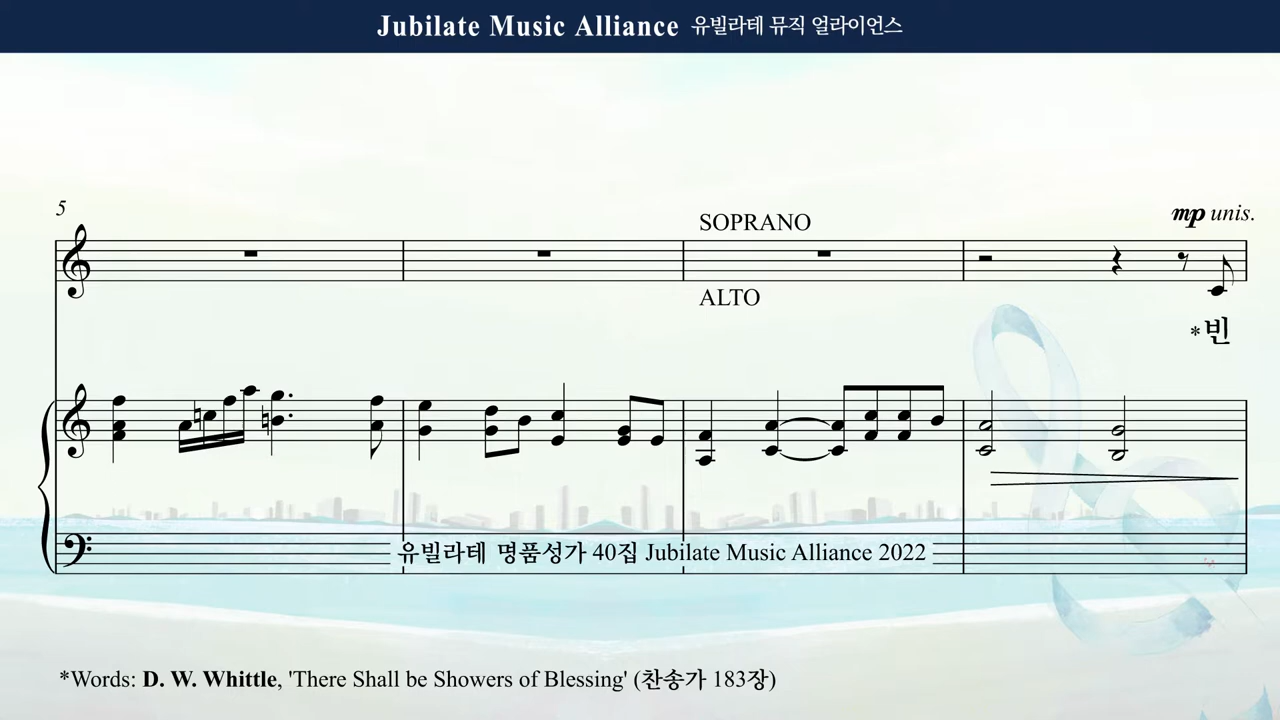 Jubilate Music Alliance 유빌라테 뮤직 얼라이언스
5
SOPRANO
mp unis.
ALTO
*빈
유빌라테 명품성가 40집 Jubilate Music Alliance 2022
*Words: D. W. Whittle, 'There Shall be Showers of Blessing' (찬송가 183장)